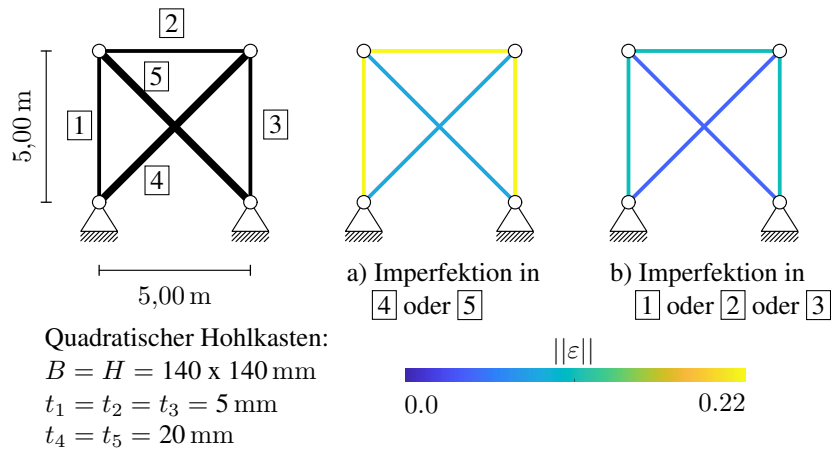 2
5
1
3
4
5,00 m
5,00 m
a) Imperfektion in
4 oder 5
b) Imperfektion in
1 oder 2 oder 3
Quadratischer Hohlkasten:
B = H = 140 x 140 mm
t₁ = t₂ = t₃ = 5 mm
t₄ = t₅ = 20 mm
||ε||
0.0
0.22